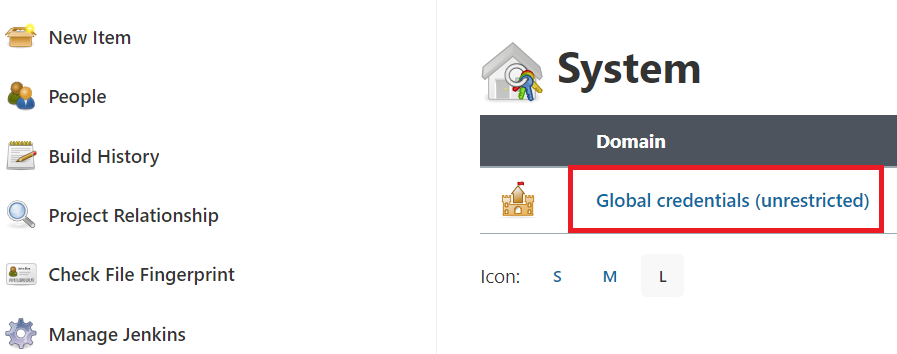 New Item
People
Build History
Project Relationship
Check File Fingerprint
Manage Jenkins
System
Domain
Global credentials (unrestricted)
Icon: S M L